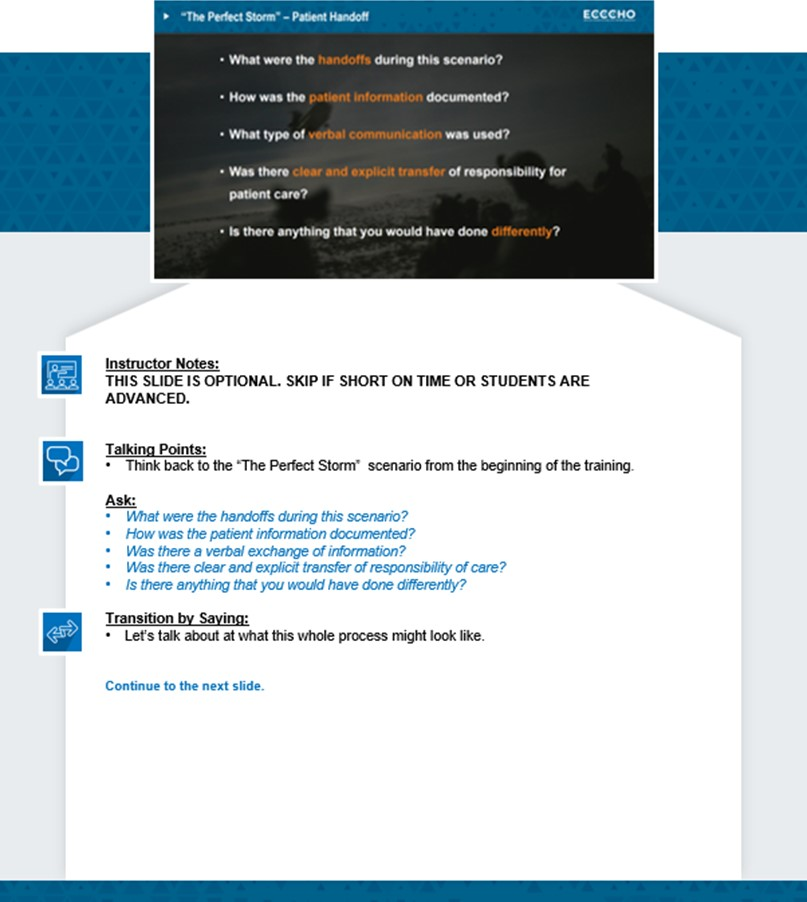 "The Perfect Storm" – Patient Handoff
ECCCHO
• What were the handoffs during this scenario?
• How was the patient information documented?
• What type of verbal communication was used?
• Was there clear and explicit transfer of responsibility for
patient care?
• Is there anything that you would have done differently?
Instructor Notes:
THIS SLIDE IS OPTIONAL. SKIP IF SHORT ON TIME OR STUDENTS ARE
ADVANCED.
Talking Points:
• Think back to the “The Perfect Storm” scenario from the beginning of the training.
Ask:
• What were the handoffs during this scenario?
• How was the patient information documented?
• Was there a verbal exchange of information?
• Was there clear and explicit transfer of responsibility of care?
• Is there anything that you would have done differently?
Transition by Saying:
• Let’s talk about at what this whole process might look like.
Continue to the next slide.